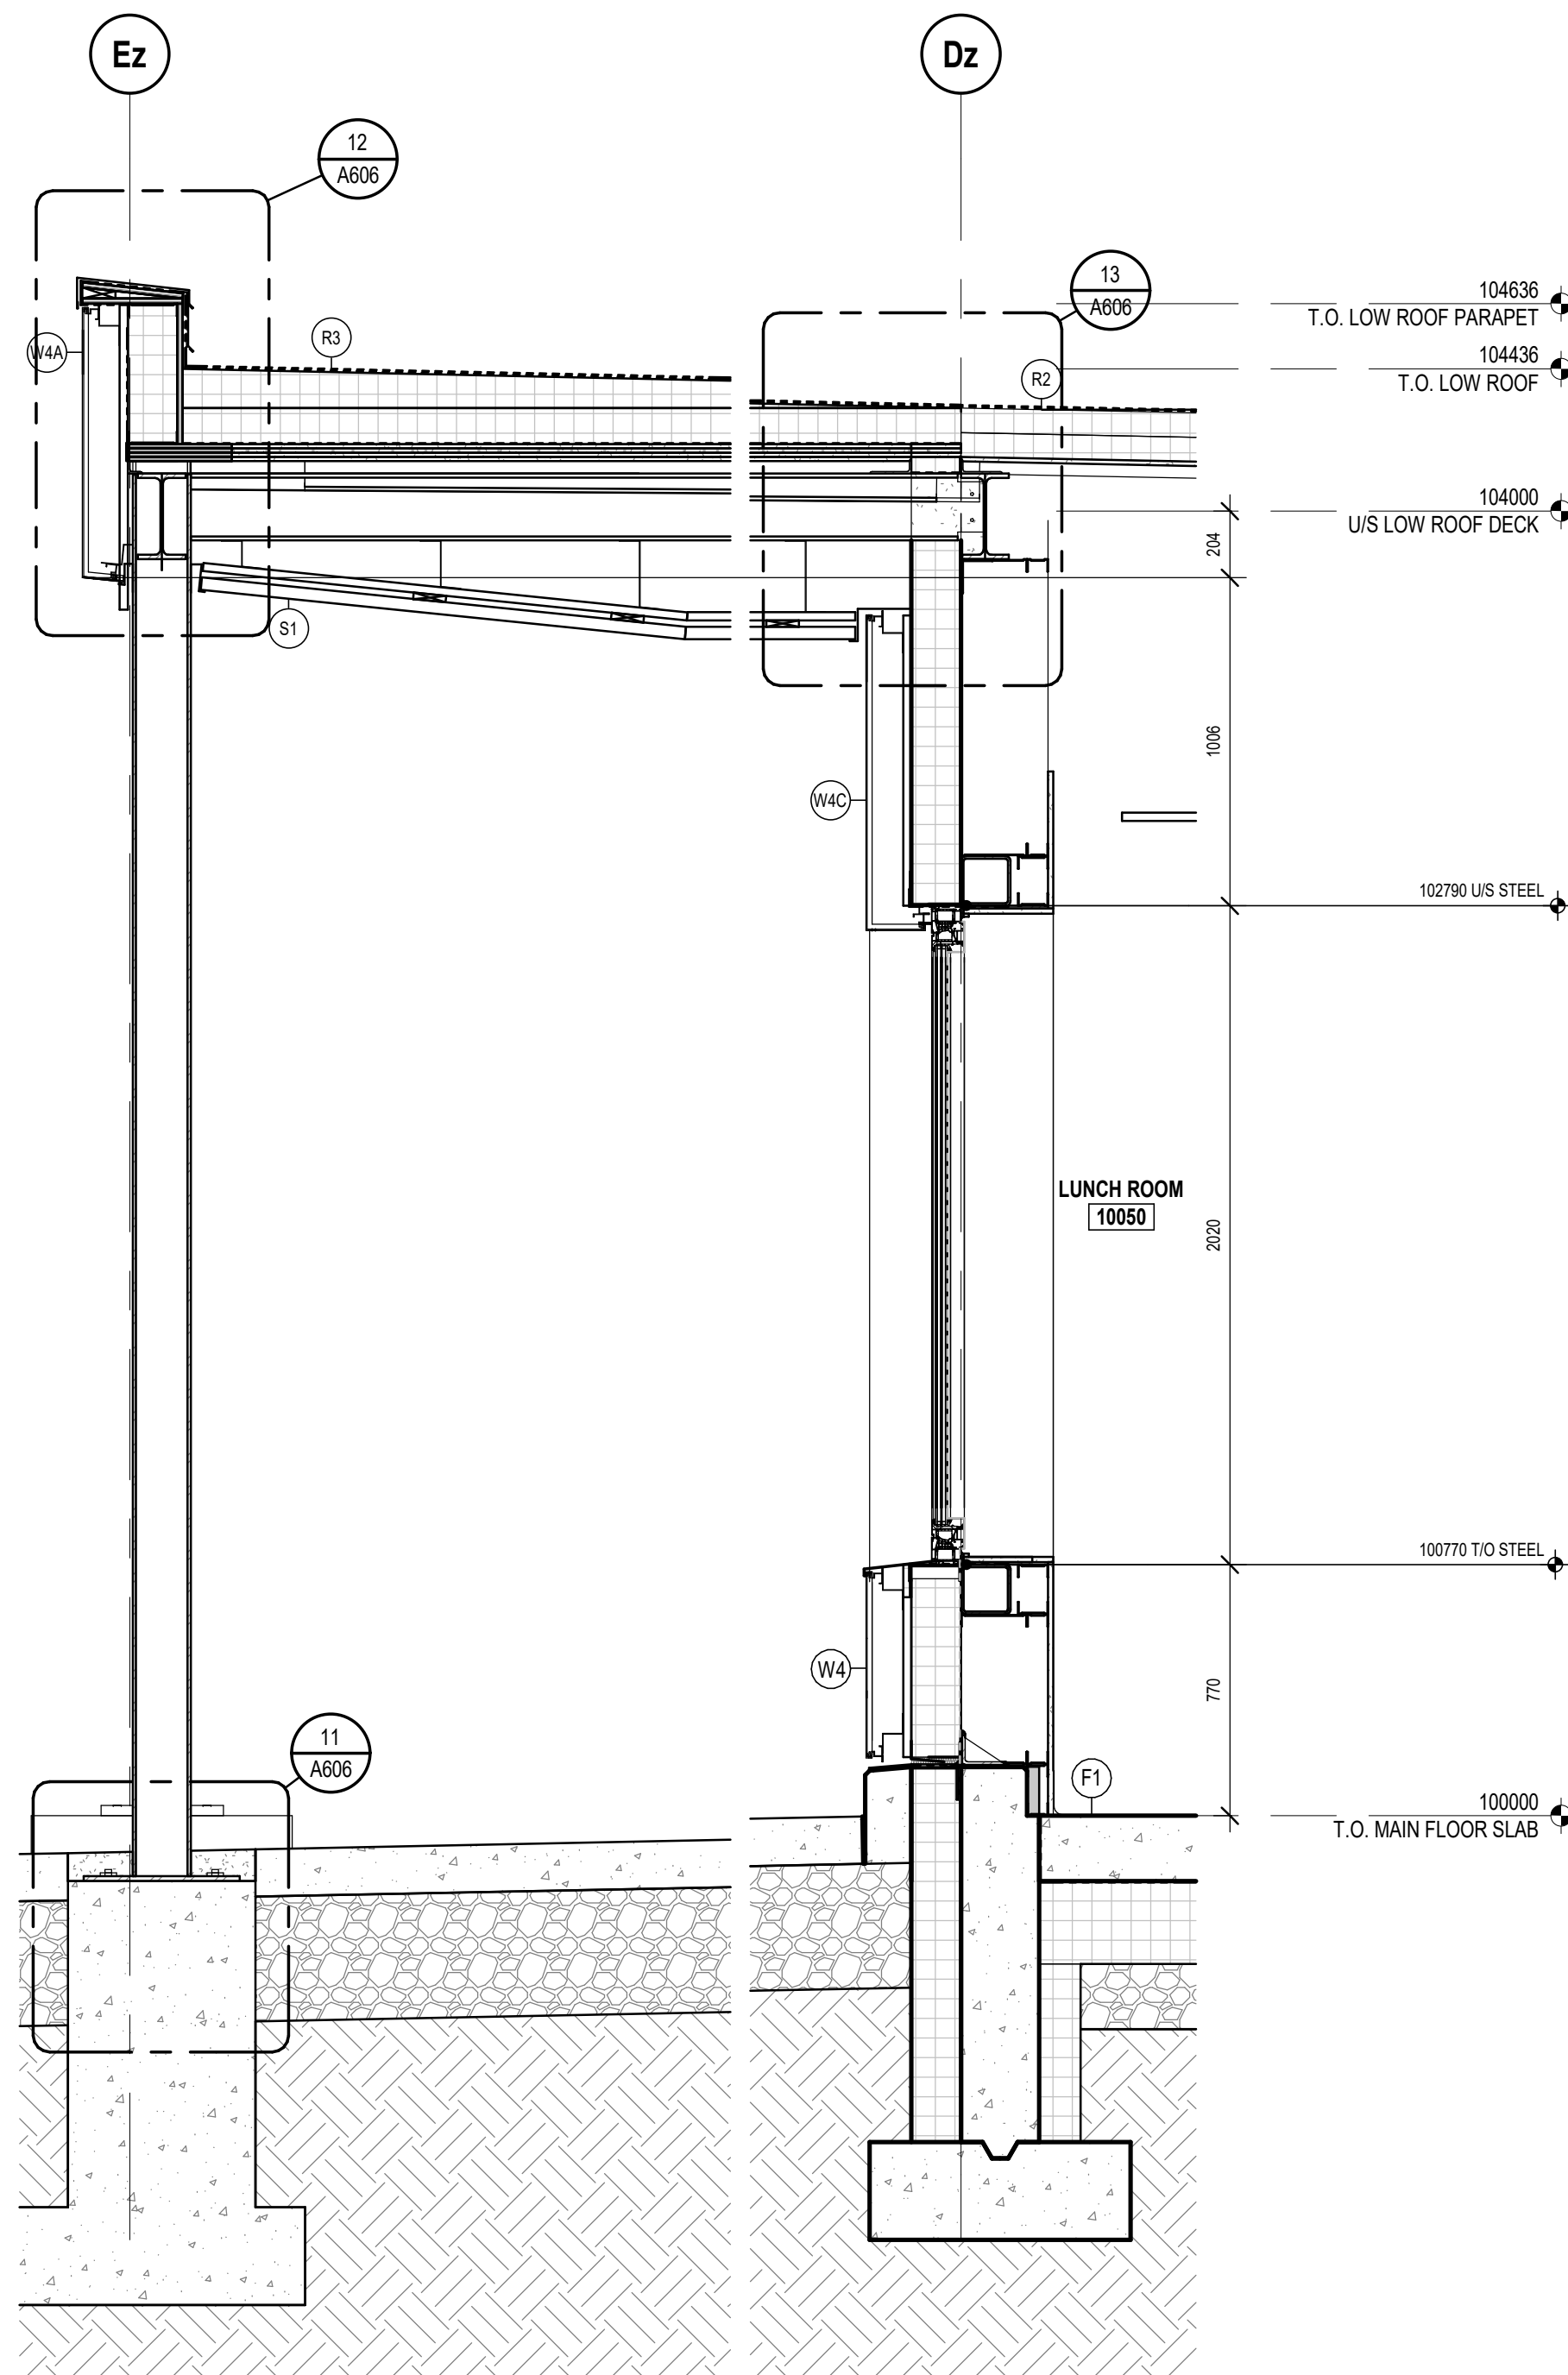 Ez
Dz
12
A606
13
A606
104636
T.O. LOW ROOF PARAPET
R3
W4A
104436
T.O. LOW ROOF
R2
104000
U/S LOW ROOF DECK
204
S1
1006
W4C
102790 U/S STEEL
LUNCH ROOM
10050
2020
100770 T/O STEEL
W4
770
11
A606
F1
100000
T.O. MAIN FLOOR SLAB